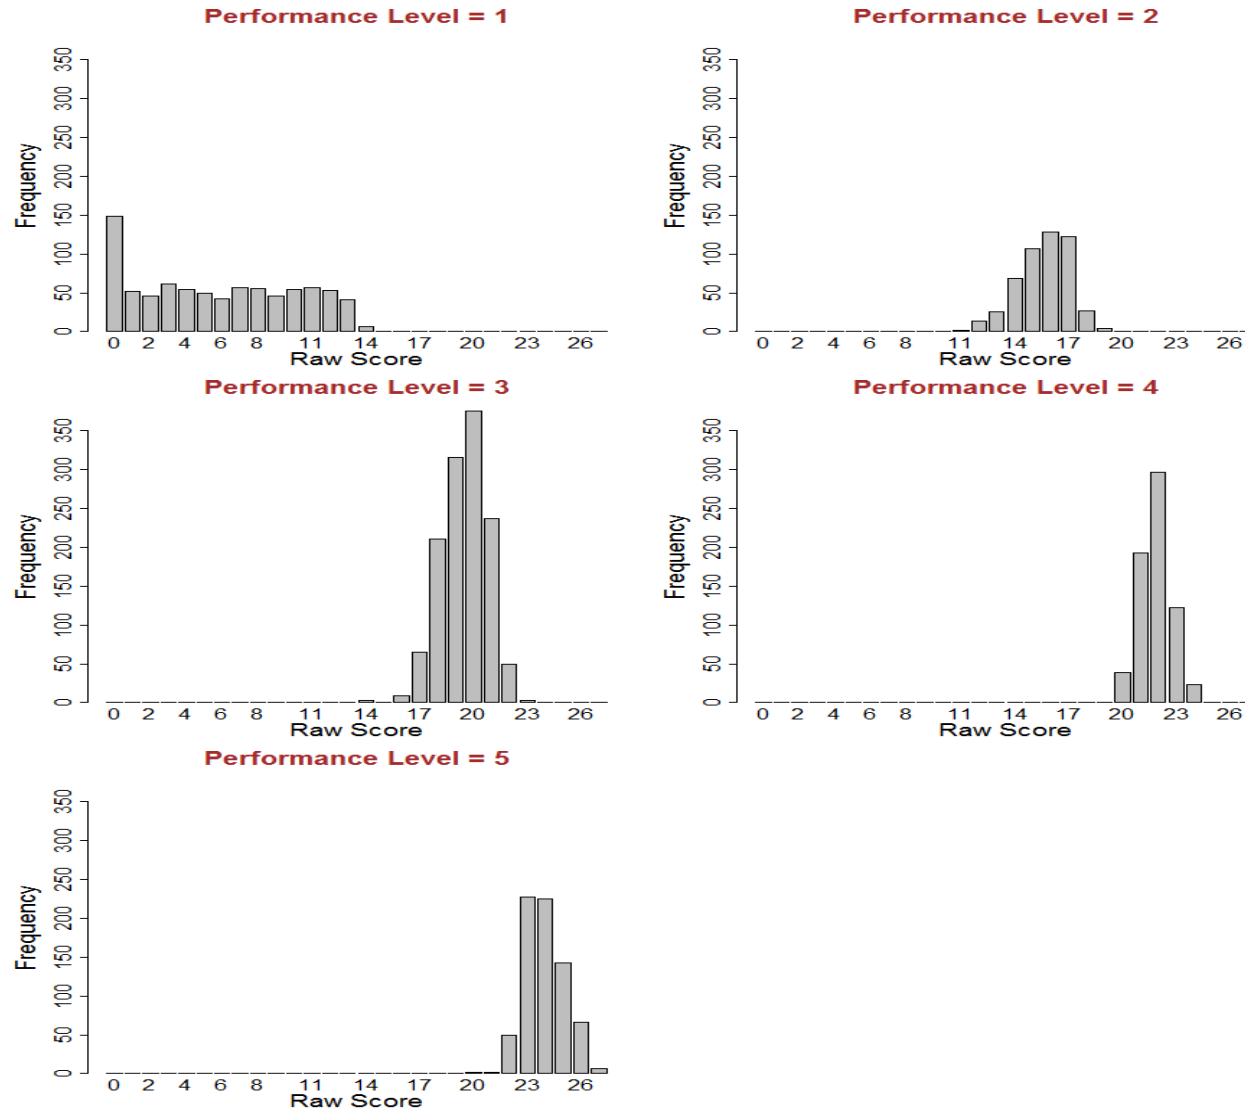 Performance Level = 1
Frequency
0 50 100 150 200 250 300 350
0 2 4 6 8 11 14 17 20 23 26
Raw Score
Performance Level = 2
Frequency
0 50 100 150 200 250 300 350
0 2 4 6 8 11 14 17 20 23 26
Raw Score
Performance Level = 3
Frequency
0 50 100 150 200 250 300 350
0 2 4 6 8 11 14 17 20 23 26
Raw Score
Performance Level = 4
Frequency
0 50 100 150 200 250 300 350
0 2 4 6 8 11 14 17 20 23 26
Raw Score
Performance Level = 5
Frequency
0 50 100 150 200 250 300 350
0 2 4 6 8 11 14 17 20 23 26
Raw Score